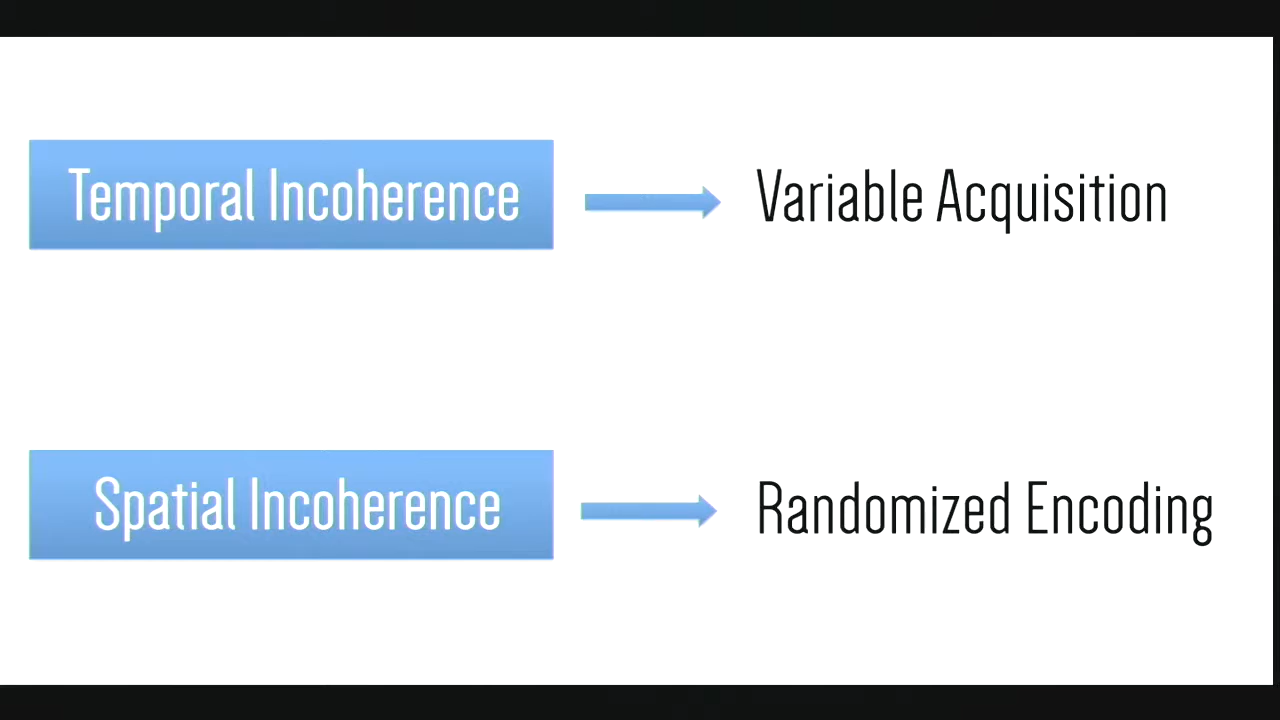 Temporal Incoherence
Variable Acquisition
Spatial Incoherence
Randomized Encoding